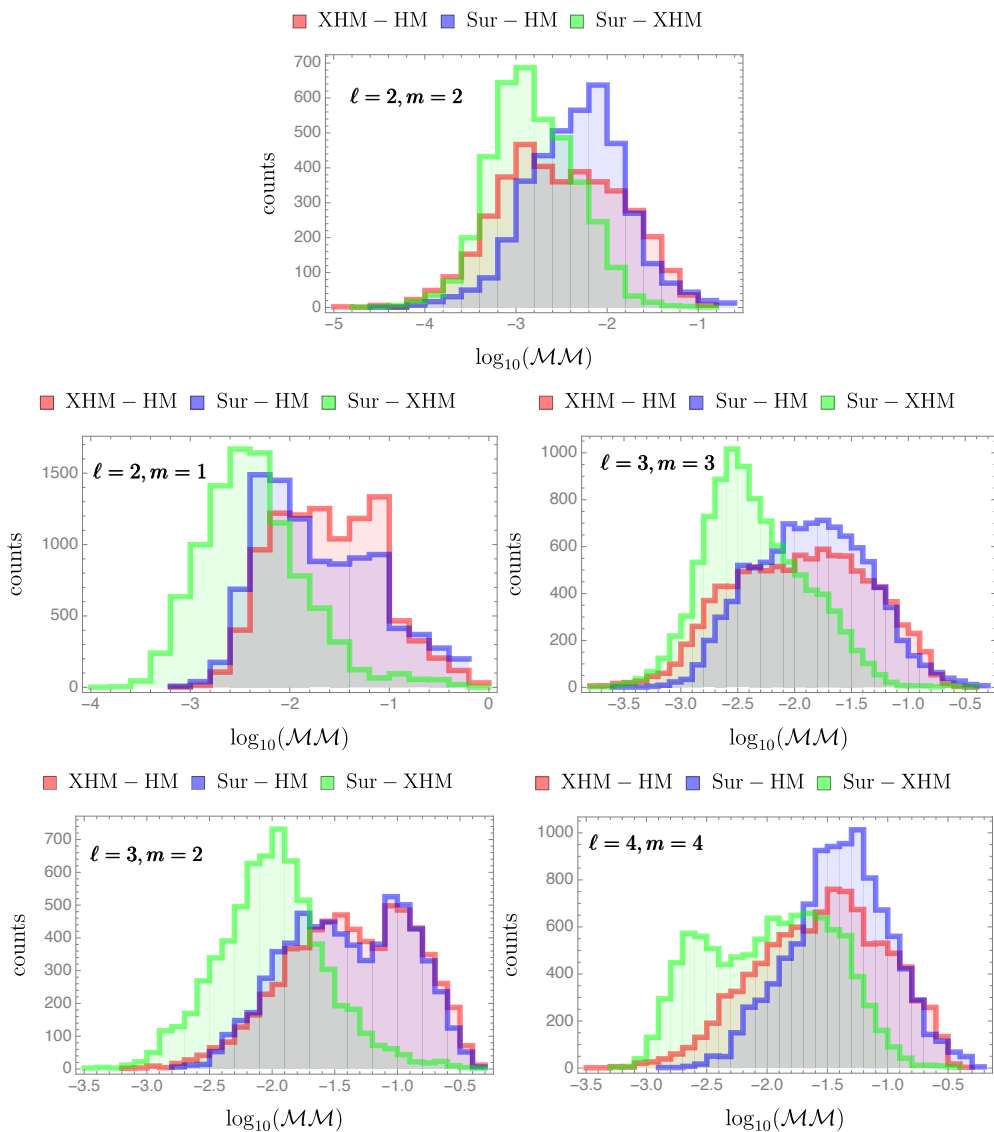 XHM − HM Sur − HM Sur − XHM
700
600
500
400
300
200
100
0
counts
ℓ = 2, m = 2
−5 −4 −3 −2 −1
log₁₀(ℳℳ)
XHM − HM Sur − HM Sur − XHM
1500
1000
500
0
counts
ℓ = 2, m = 1
−4 −3 −2 −1 0
log₁₀(ℳℳ)
XHM − HM Sur − HM Sur − XHM
1000
800
600
400
200
0
counts
ℓ = 3, m = 3
−3.5 −3.0 −2.5 −2.0 −1.5 −1.0 −0.5
log₁₀(ℳℳ)
XHM − HM Sur − HM Sur − XHM
700
600
500
400
300
200
100
0
counts
ℓ = 3, m = 2
−3.5 −3.0 −2.5 −2.0 −1.5 −1.0 −0.5
log₁₀(ℳℳ)
XHM − HM Sur − HM Sur − XHM
1000
800
600
400
200
0
counts
ℓ = 4, m = 4
−3.5 −3.0 −2.5 −2.0 −1.5 −1.0 −0.5
log₁₀(ℳℳ)